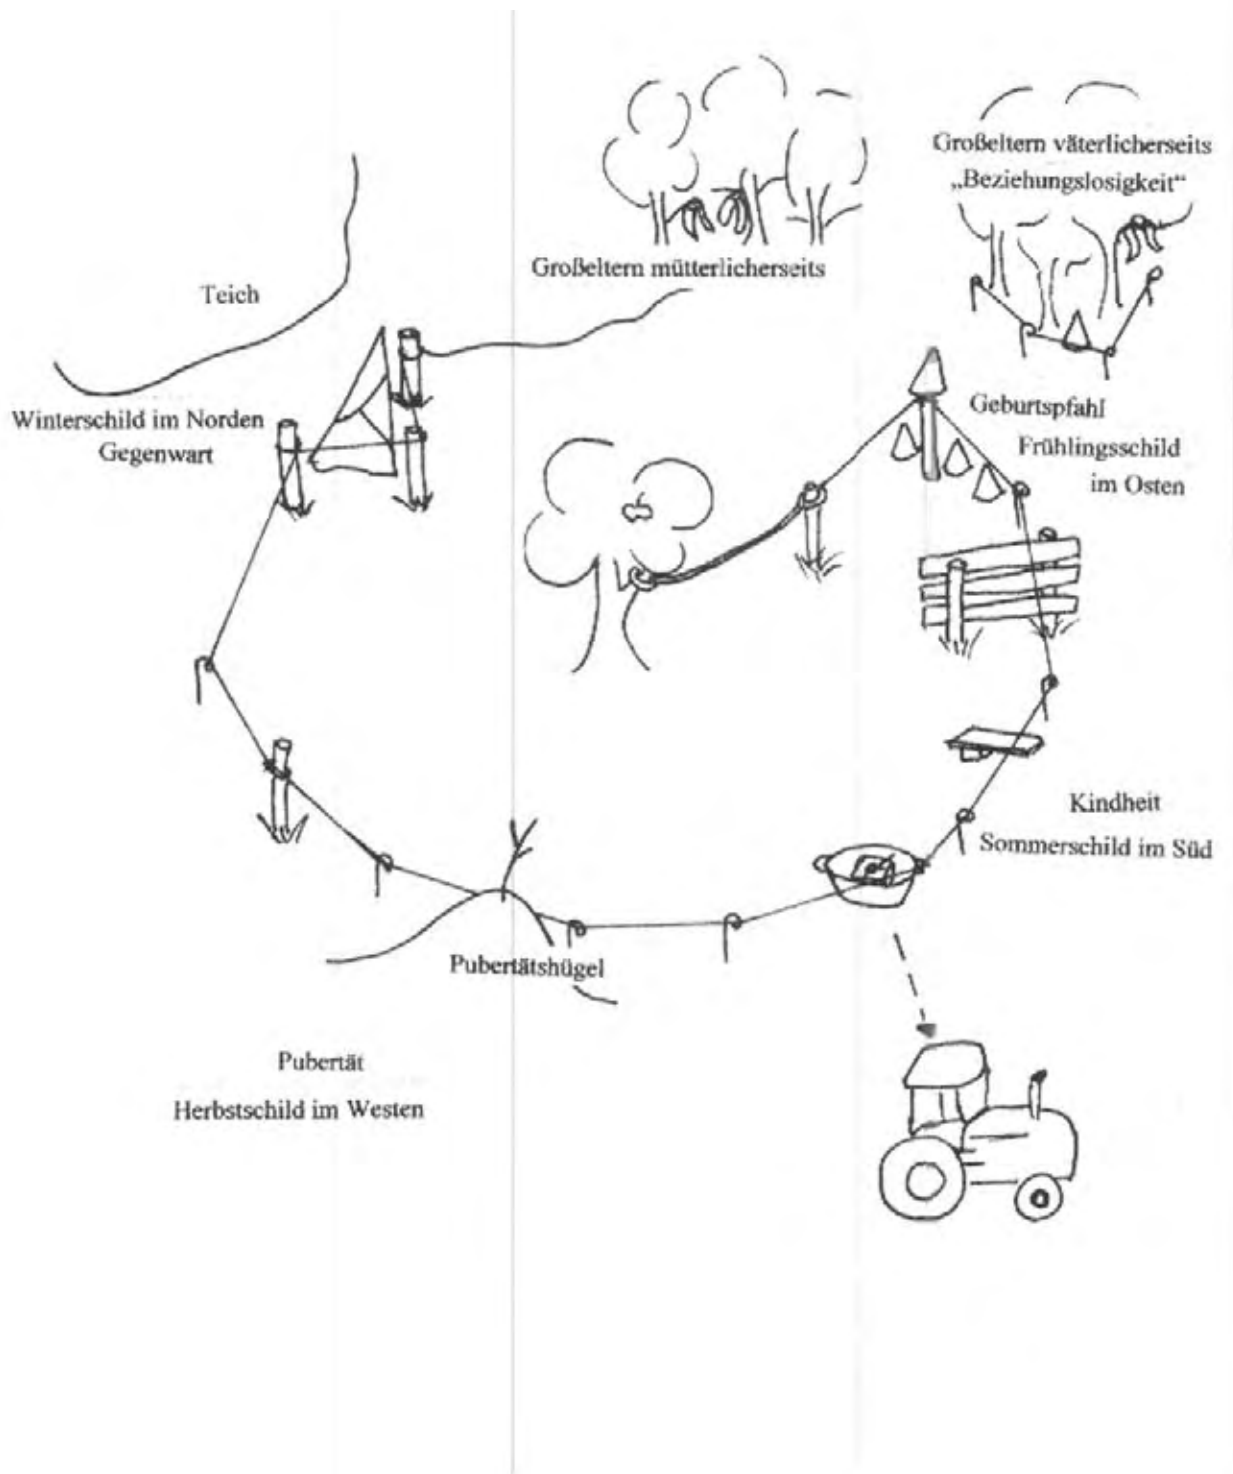 Großeltern väterlicherseits
„Beziehungslosigkeit“
Großeltern mütterlicherseits
Teich
Winterschild im Norden
Gegenwart
Geburtspfahl
Frühlingsschild
im Osten
Kindheit
Sommerschild im Süd
Pubertätshügel
Pubertät
Herbstschild im Westen